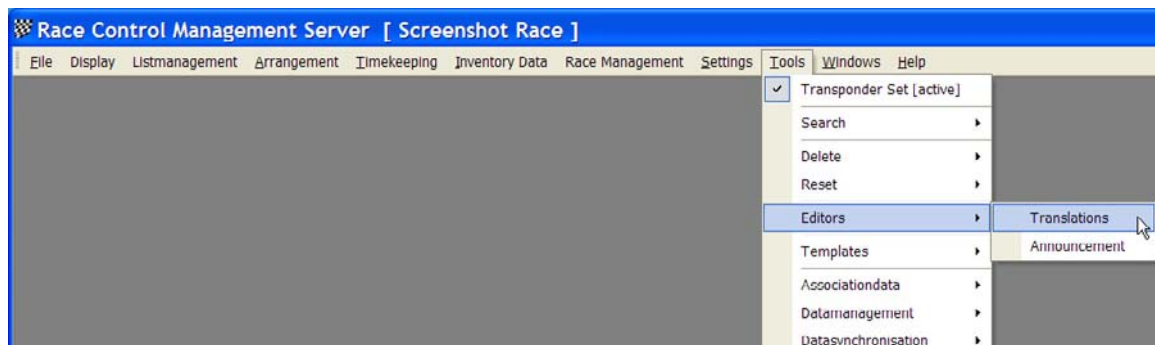 Race Control Management Server [ Screenshot Race ]
File Display Listmanagement Arrangement Timekeeping Inventory Data Race Management Settings Tools Windows Help
Transponder Set [active]
Search
Delete
Reset
Editors
Translations
Announcement
Templates
Associationdata
Datamanagement
Datasynchronisation